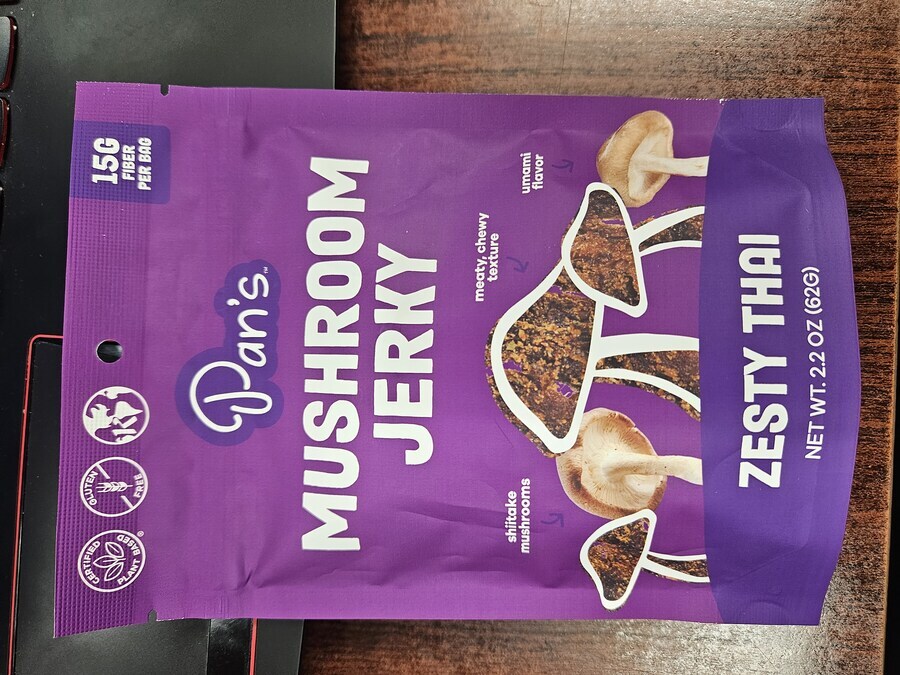 CERTIFIED
PLANT BASED
®
GLUTEN
FREE
15G
FIBER
PER BAG
Pan's™
MUSHROOM
JERKY
umami
flavor
meaty, chewy
texture
shiitake
mushrooms
ZESTY THAI
NET WT. 2.2 OZ (62G)